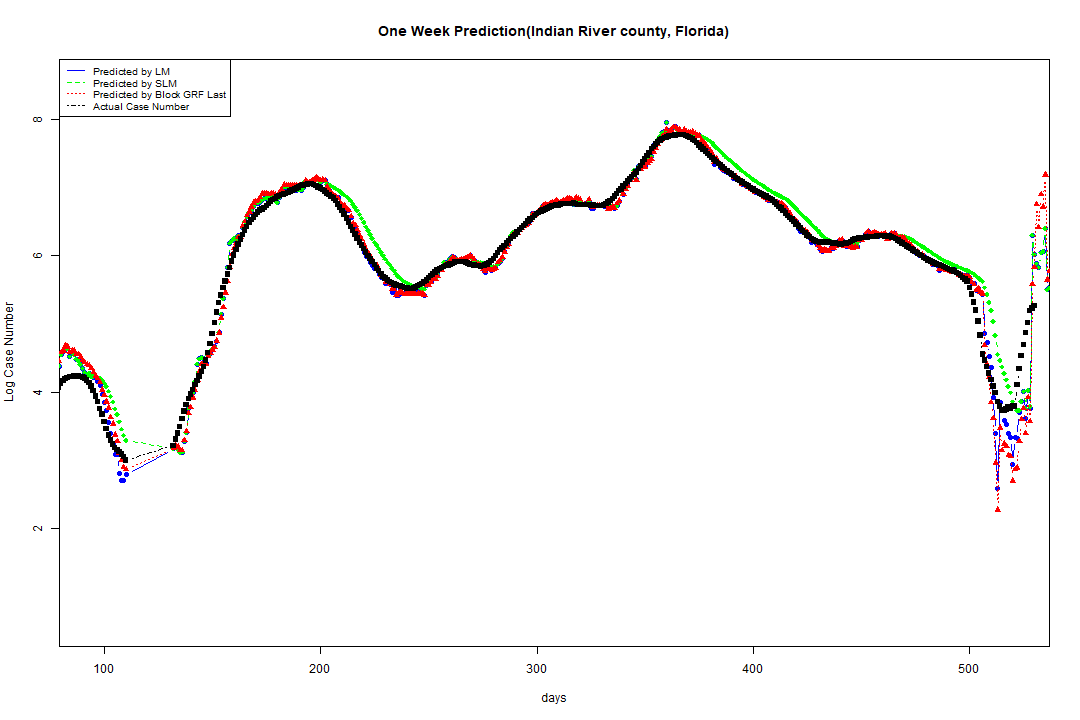 One Week Prediction(Indian River county, Florida)
Predicted by LM
Predicted by SLM
Predicted by Block GRF Last
Actual Case Number
8
6
4
2
Log Case Number
100 200 300 400 500
days